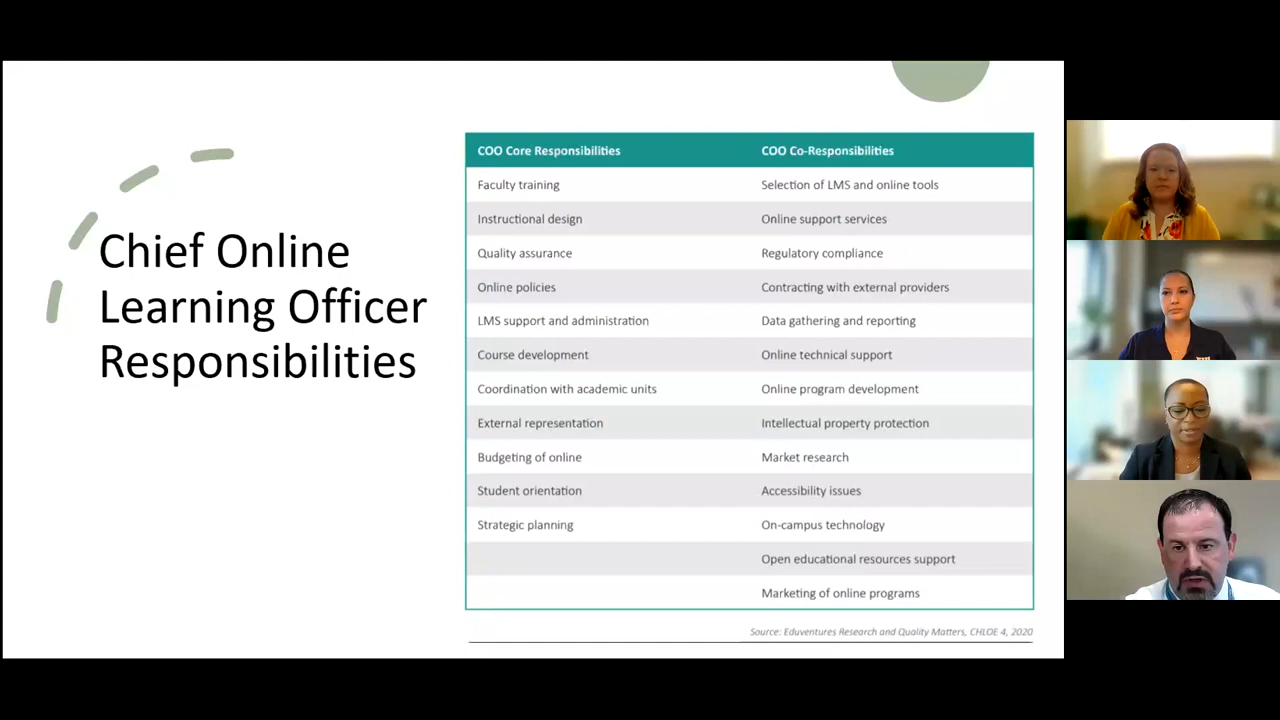 Chief Online
Learning Officer
Responsibilities
COO Core Responsibilities COO Co-Responsibilities
Faculty training Selection of LMS and online tools
Instructional design Online support services
Quality assurance Regulatory compliance
Online policies Contracting with external providers
LMS support and administration Data gathering and reporting
Course development Online technical support
Coordination with academic units Online program development
External representation Intellectual property protection
Budgeting of online Market research
Student orientation Accessibility issues
Strategic planning On-campus technology
Open educational resources support
Marketing of online programs
Source: Eduventures Research and Quality Matters, CHLOE 4, 2020